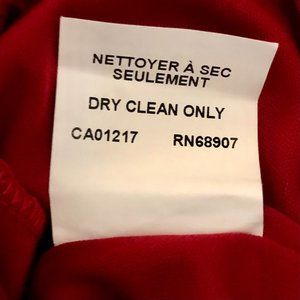 NETTOYER À SEC
SEULEMENT
DRY CLEAN ONLY
CA01217 RN68907